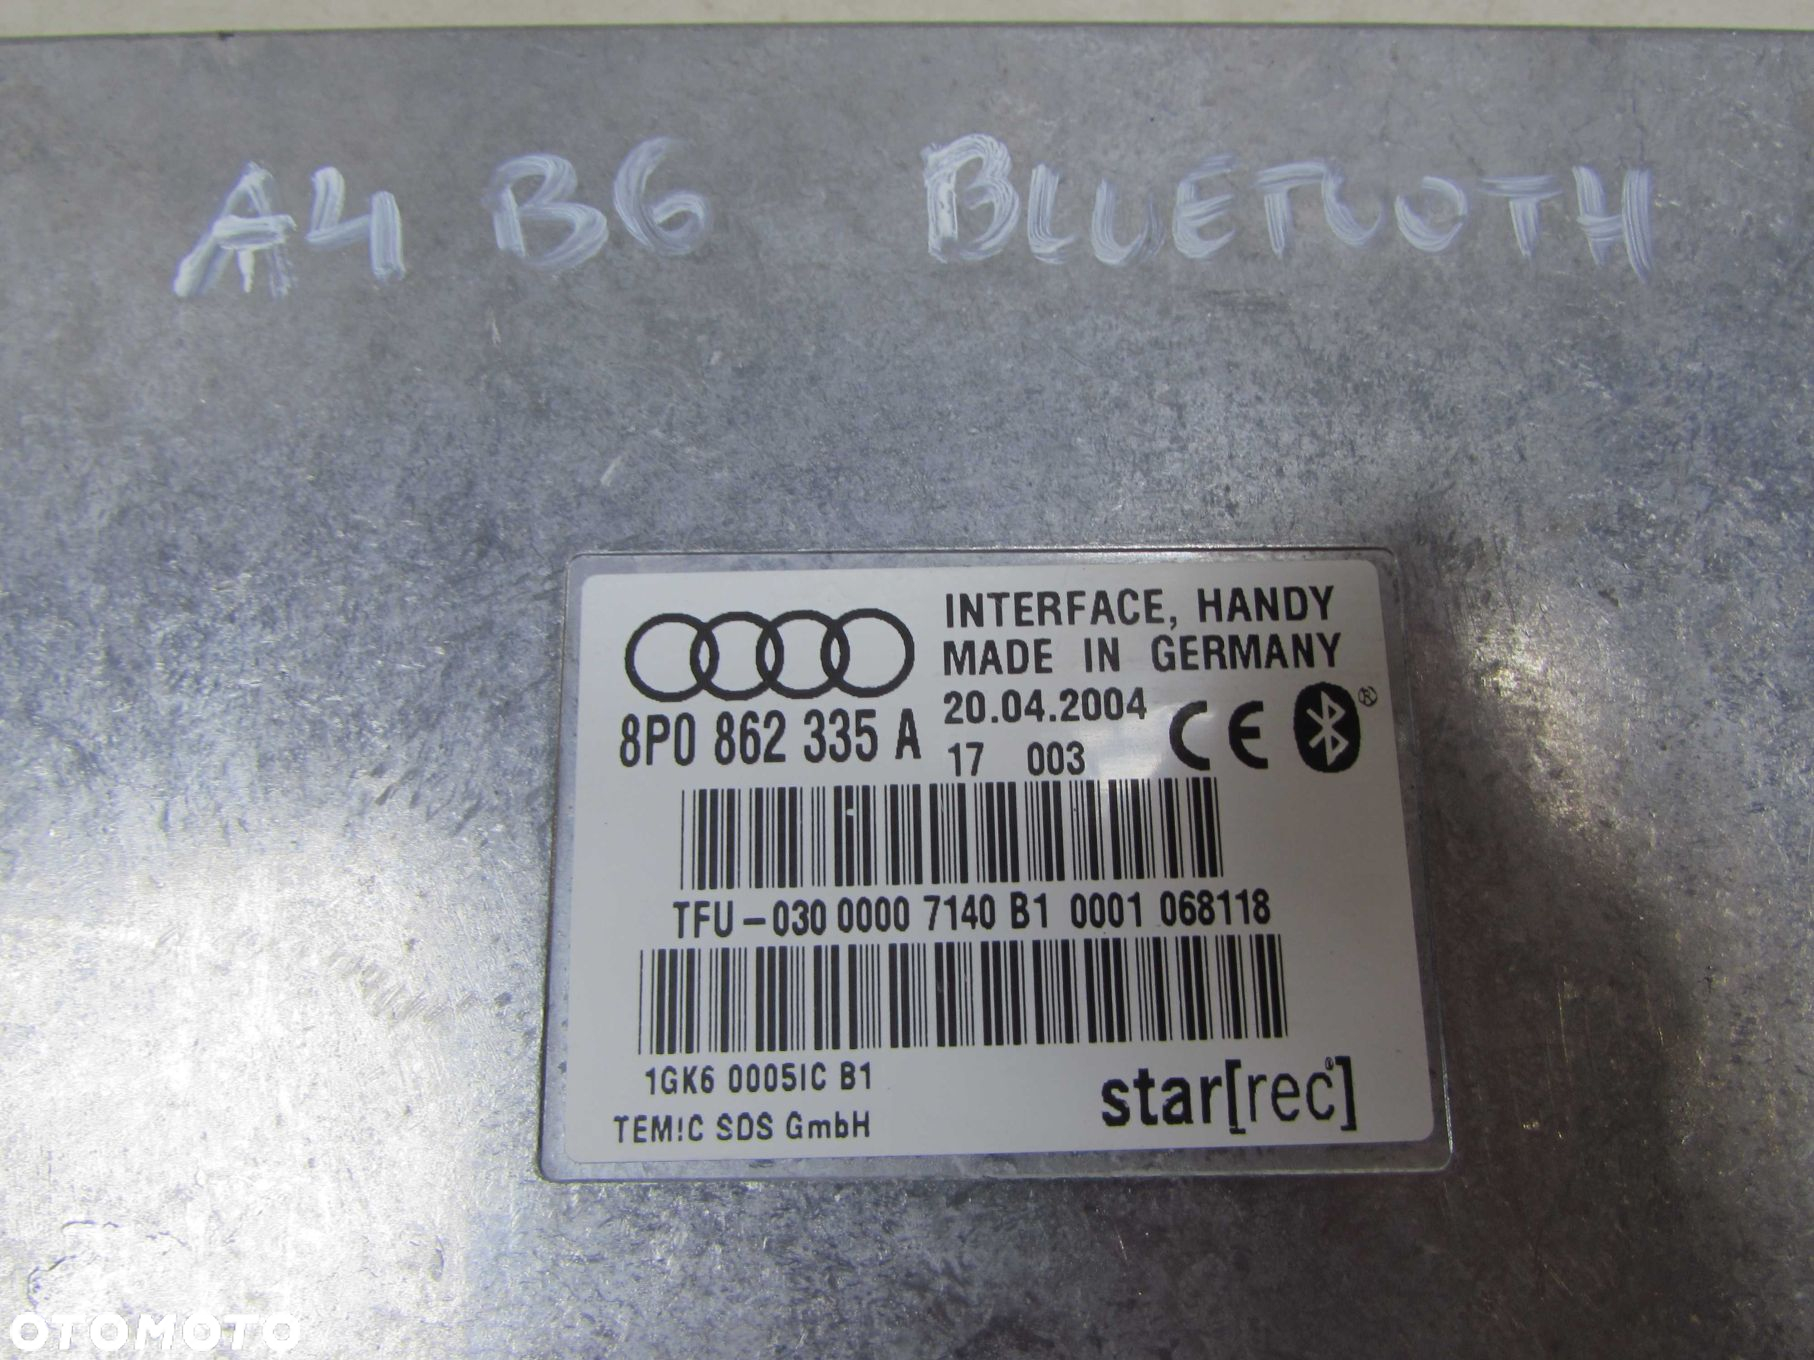 A4 B6 BLUETOOTH
INTERFACE, HANDY
MADE IN GERMANY
20.04.2004
8P0 862 335 A
17 003
CE
®
TFU-030 0000 7140 B1 0001 068118
1GK6 0005IC B1
TEM!C SDS GmbH
star[rec®]
OTOMOTO